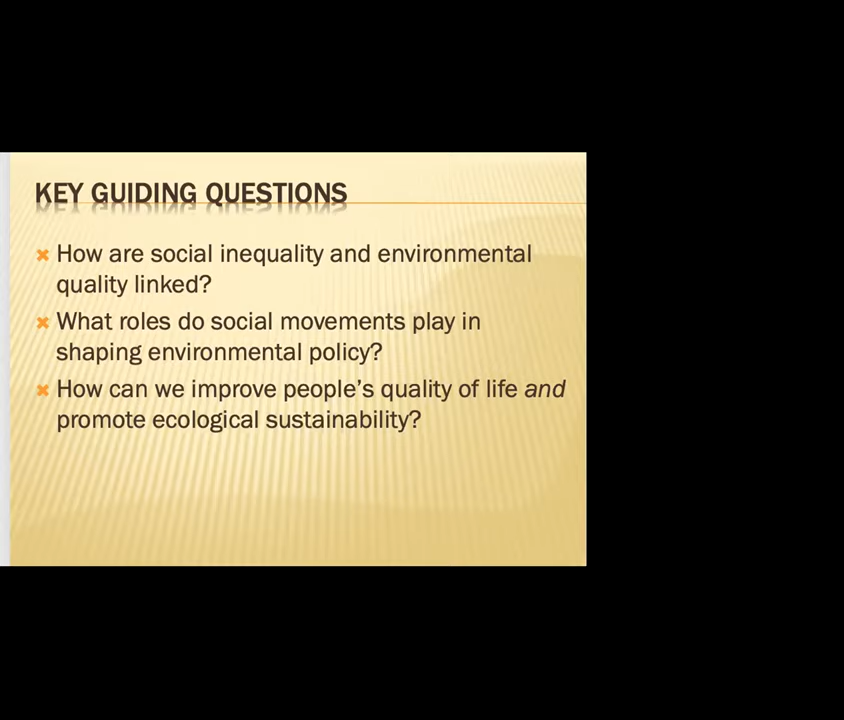 KEY GUIDING QUESTIONS
How are social inequality and environmental
quality linked?
What roles do social movements play in
shaping environmental policy?
How can we improve people's quality of life and
promote ecological sustainability?